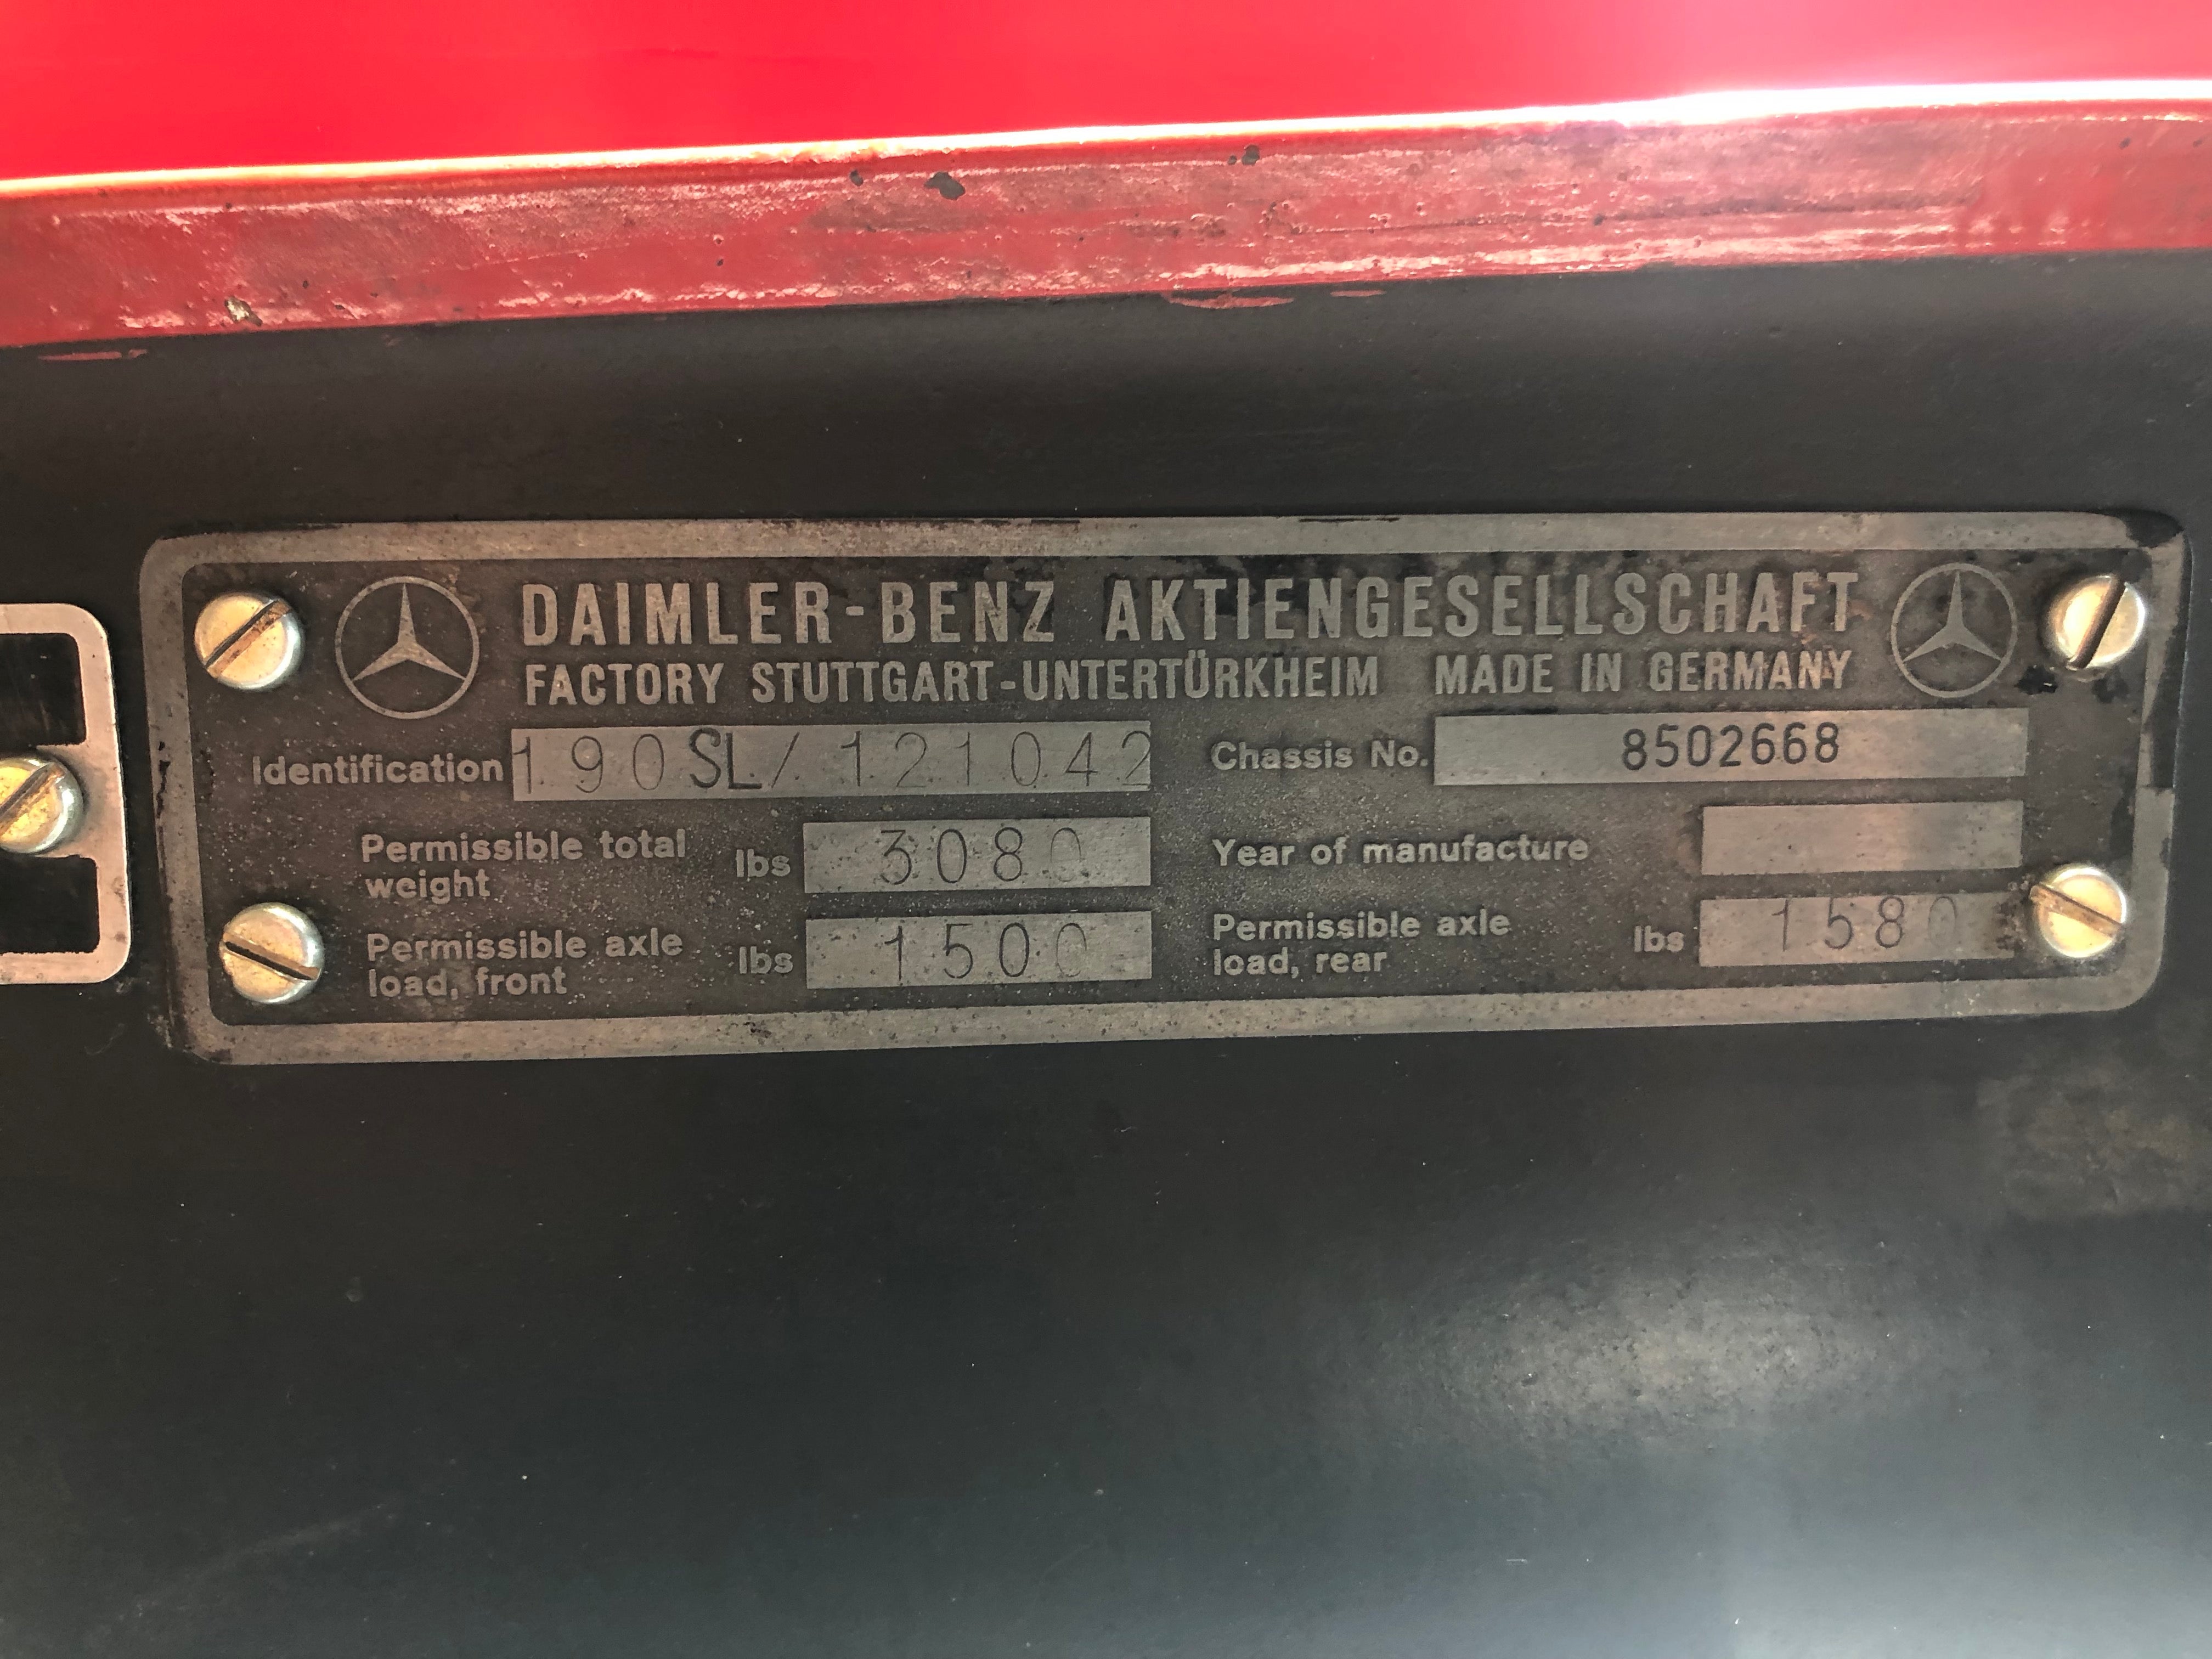 DAIMLER-BENZ AKTIENGESELLSCHAFT
FACTORY STUTTGART-UNTERTÜRKHEIM MADE IN GERMANY
Identification 190SL/121042 Chassis No. 8502668
Permissible total weight lbs 3080 Year of manufacture
Permissible axle load, front lbs 1500 Permissible axle load, rear lbs 1580